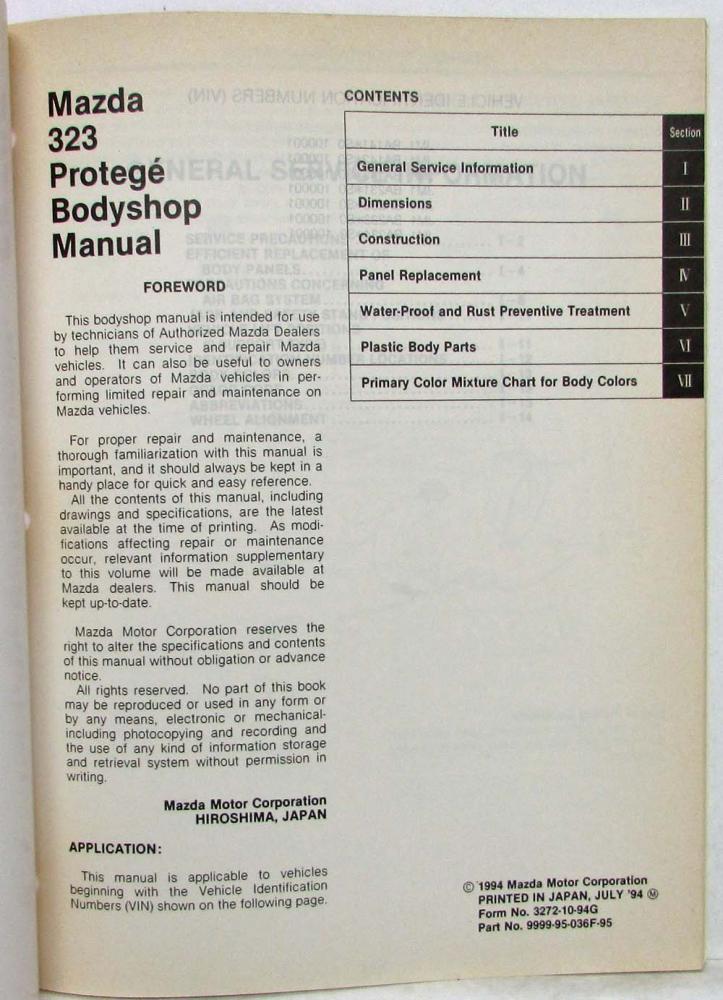 Mazda
323
Protegé
Bodyshop
Manual
FOREWORD
This bodyshop manual is intended for use
by technicians of Authorized Mazda Dealers
to help them service and repair Mazda
vehicles. It can also be useful to owners
and operators of Mazda vehicles in per-
forming limited repair and maintenance on
Mazda vehicles.
For proper repair and maintenance, a
thorough familiarization with this manual is
important, and it should always be kept in a
handy place for quick and easy reference.
All the contents of this manual, including
drawings and specifications, are the latest
available at the time of printing. As modi-
fications affecting repair or maintenance
occur, relevant information supplementary
to this volume will be made available at
Mazda dealers. This manual should be
kept up-to-date.
Mazda Motor Corporation reserves the
right to alter the specifications and contents
of this manual without obligation or advance
notice.
All rights reserved. No part of this book
may be reproduced or used in any form or
by any means, electronic or mechanical-
including photocopying and recording and
the use of any kind of information storage
and retrieval system without permission in
writing.
Mazda Motor Corporation
HIROSHIMA, JAPAN
APPLICATION:
This manual is applicable to vehicles
beginning with the Vehicle Identification
Numbers (VIN) shown on the following page.
CONTENTS
Title Section
General Service Information I
Dimensions II
Construction III
Panel Replacement IV
Water-Proof and Rust Preventive Treatment V
Plastic Body Parts VI
Primary Color Mixture Chart for Body Colors VII
© 1994 Mazda Motor Corporation
PRINTED IN JAPAN, JULY '94 Ⓜ
Form No. 3272-10-94G
Part No. 9999-95-036F-95